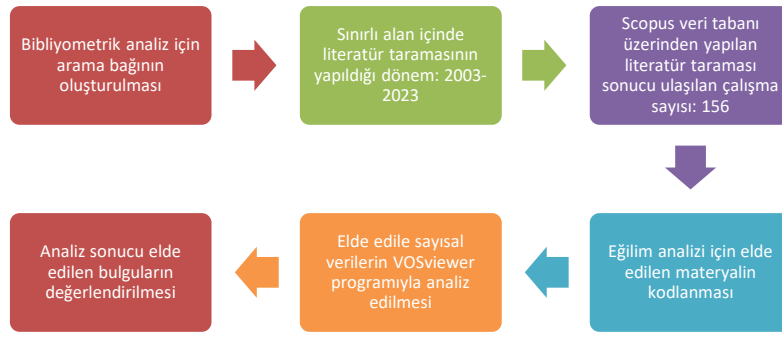 Bibliyometrik analiz için
arama bağının
oluşturulması
Sınırlı alan içinde
literatür taramasının
yapıldığı dönem: 2003-
2023
Scopus veri tabanı
üzerinden yapılan
literatür taraması
sonucu ulaşılan çalışma
sayısı: 156
Eğilim analizi için elde
edilen materyalin
kodlanması
Elde edile sayısal
verilerin VOSviewer
programıyla analiz
edilmesi
Analiz sonucu elde
edilen bulguların
değerlendirilmesi